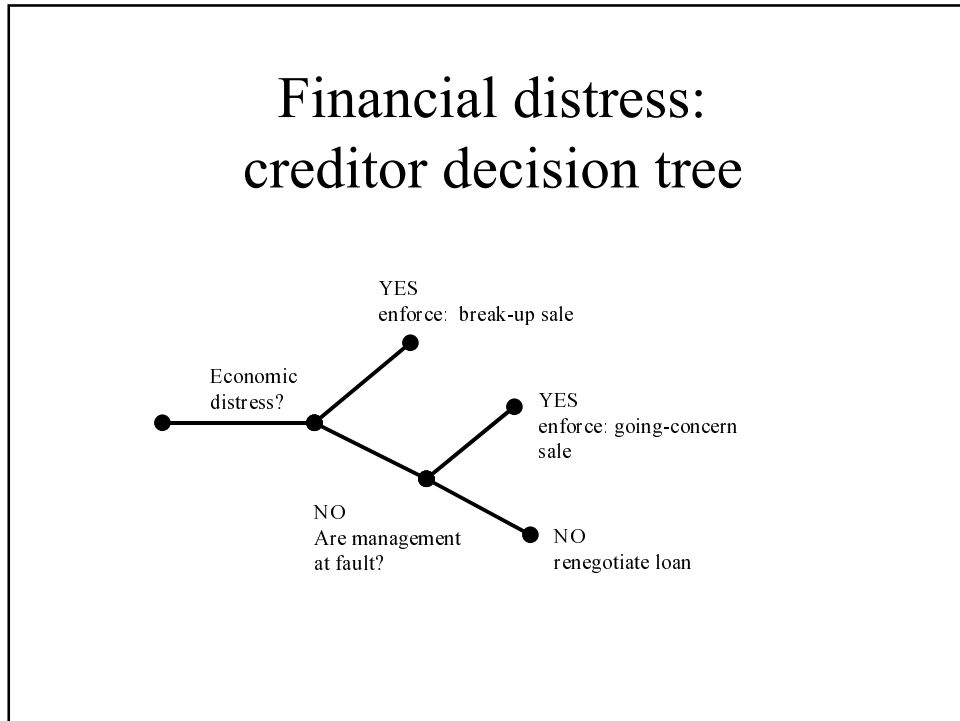 Financial distress:
creditor decision tree
YES
enforce: break-up sale
Economic
distress?
YES
enforce: going-concern
sale
NO
Are management
at fault?
NO
renegotiate loan